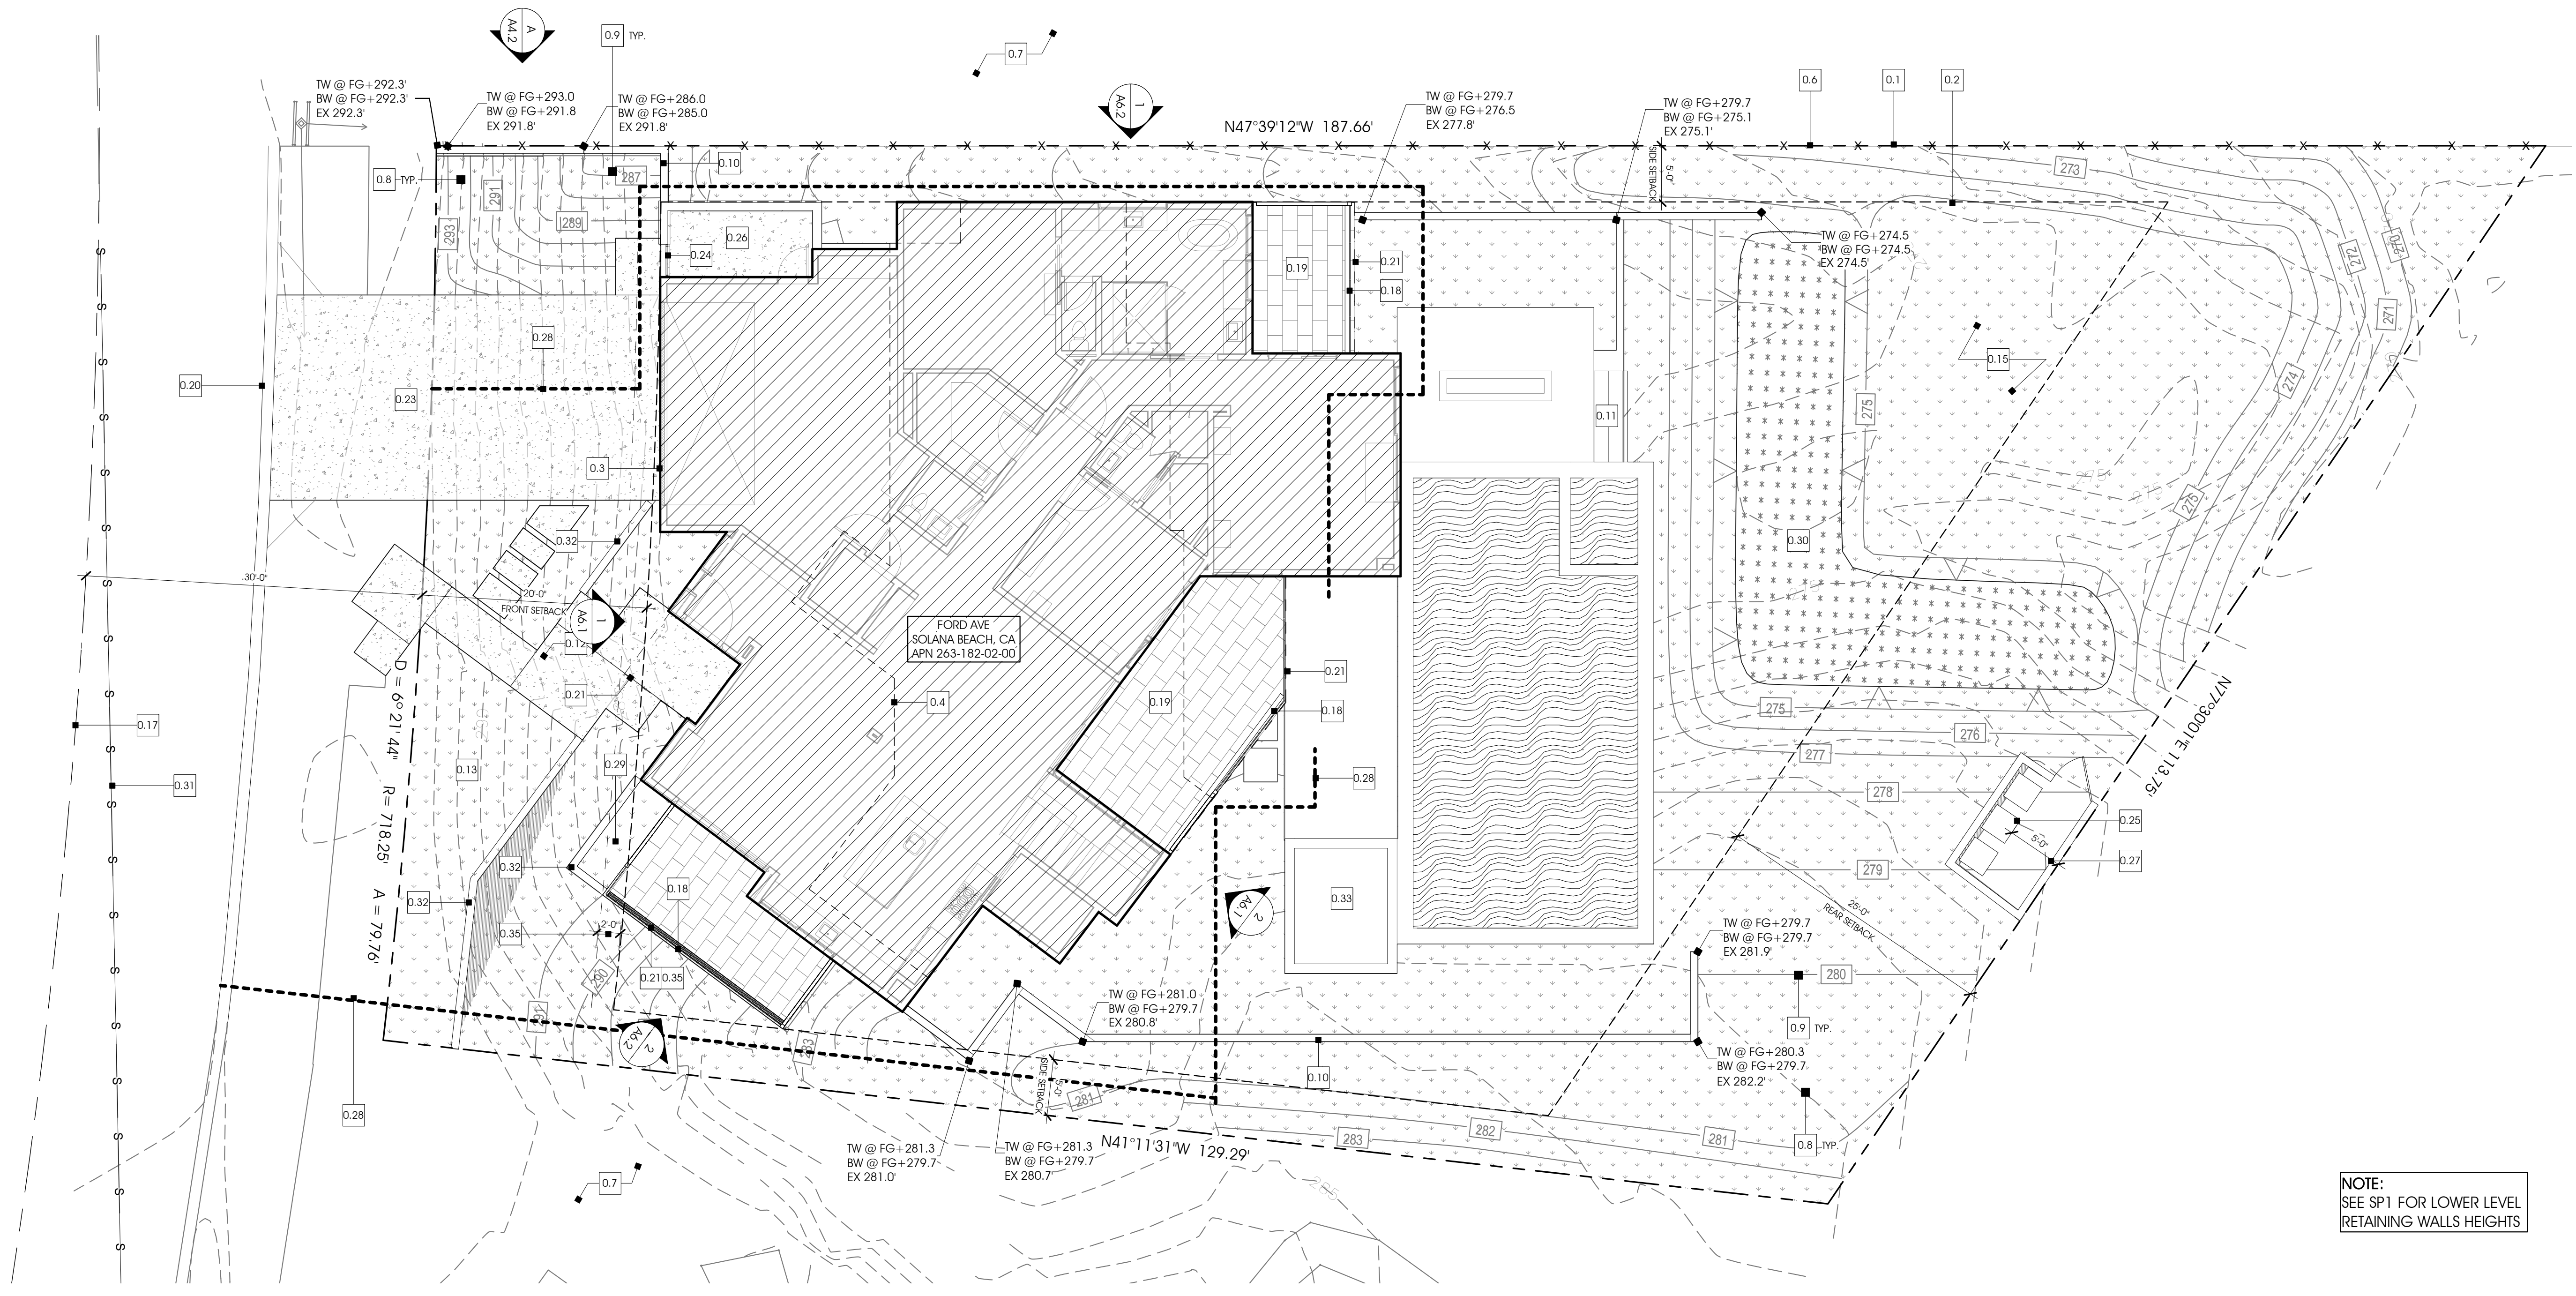 A
A4.2
0.9
TYP.
0.7
TW @ FG+292.3'
BW @ FG+292.3'
EX 292.3'
TW @ FG+293.0
BW @ FG+291.8
EX 291.8'
TW @ FG+286.0
BW @ FG+285.0
EX 291.8'
1
A6.2
N47°39'12"W 187.66'
TW @ FG+279.7
BW @ FG+276.5
EX 277.8'
TW @ FG+279.7
BW @ FG+275.1
EX 275.1'
0.6
0.1
0.2
0.8
TYP.
0.10
287
291
289
293
SIDE SETBACK
5'-0"
273
0.26
0.24
0.19
0.21
0.18
TW @ FG+274.5
BW @ FG+274.5
EX 274.5'
272
270
271
0.28
0.15
0.20
0.23
274
0.11
275
0.3
275
0.32
0.30
30'-0"
20'-0"
FRONT SETBACK
1
A6.1
0.12
FORD AVE
SOLANA BEACH, CA
APN 263-182-02-00
0.21
0.4
0.19
0.21
0.18
275
276
277
N77°30'01"E 113.75'
0.17
D = 6° 21' 44"
R= 718.25'
A = 79.76'
0.13
0.29
0.31
0.28
278
0.25
5'-0"
0.27
0.32
0.18
0.32
279
0.33
2
A6.1
25'-0"
REAR SETBACK
0.35
2'-0"
TW @ FG+279.7
BW @ FG+279.7
EX 281.9'
0.21
0.35
290
280
291
TW @ FG+281.0
BW @ FG+279.7
EX 280.8'
0.9
TYP.
2
A6.2
283
TW @ FG+280.3
BW @ FG+279.7
EX 282.2'
0.10
SIDE SETBACK
5'-0"
281
0.28
283
282
281
0.8
TYP.
TW @ FG+281.3
BW @ FG+279.7
EX 281.0'
TW @ FG+281.3
BW @ FG+279.7
EX 280.7'
N41°11'31"W 129.29'
0.7
285
NOTE:
SEE SP1 FOR LOWER LEVEL
RETAINING WALLS HEIGHTS